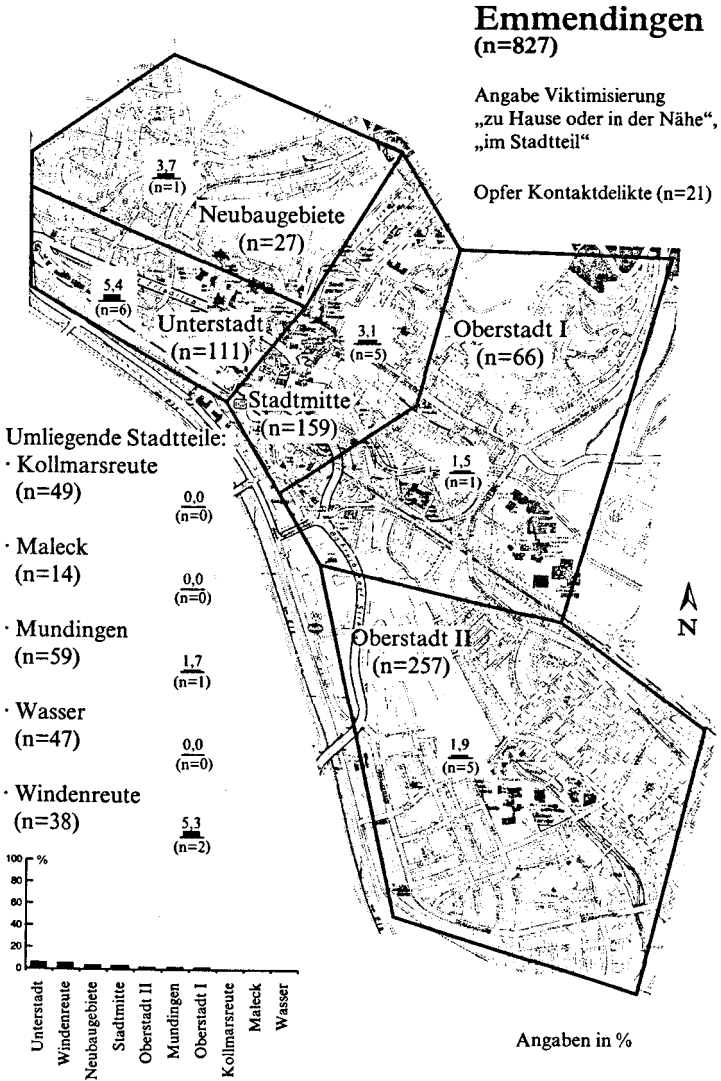 Emmendingen
(n=827)
Angabe Viktimisierung
„zu Hause oder in der Nähe“,
„im Stadtteil“
Opfer Kontaktdelikte (n=21)
3,7
(n=1)
Neubaugebiete
(n=27)
5,4
(n=6)
Unterstadt
(n=111)
3,1
(n=5)
Oberstadt I
(n=66)
Stadtmitte
(n=159)
1,5
(n=1)
Umliegende Stadtteile:
· Kollmarsreute
(n=49)
0,0
(n=0)
· Maleck
(n=14)
0,0
(n=0)
· Mundingen
(n=59)
1,7
(n=1)
· Wasser
(n=47)
0,0
(n=0)
· Windenreute
(n=38)
5,3
(n=2)
N
Oberstadt II
(n=257)
1,9
(n=5)
100 %
80
60
40
20
0
Unterstadt
Windenreute
Neubaugebiete
Stadtmitte
Oberstadt II
Mundingen
Oberstadt I
Kollmarsreute
Maleck
Wasser
Angaben in %